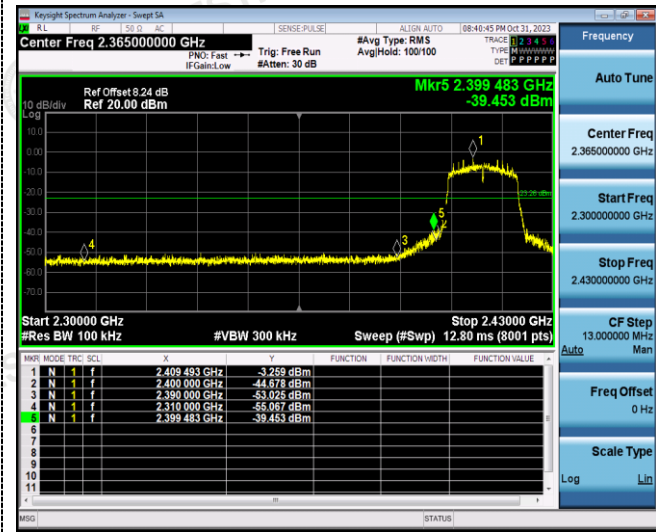 Keysight Spectrum Analyzer - Swept SA
RL RF 50 Ω AC SENSE:PULSE ALIGN AUTO 08:40:45 PM Oct 31, 2023
Center Freq 2.365000000 GHz
PNO: Fast
IFGain:Low
Trig: Free Run
#Atten: 30 dB
#Avg Type: RMS
Avg|Hold: 100/100
TRACE 1 2 3 4 5 6
TYPE M WWWWW
DET P P P P P P
Mkr5 2.399 483 GHz
-39.453 dBm
Ref Offset 8.24 dB
Ref 20.00 dBm
10 dB/div
Log
10.0
0.00
-10.0
-20.0
-30.0
-40.0
-50.0
-60.0
-70.0
1
5
3
4
-23.26 dBm
Start 2.30000 GHz Stop 2.43000 GHz
#Res BW 100 kHz #VBW 300 kHz Sweep (#Swp) 12.80 ms (8001 pts)
MKR MODE TRC SCL X Y FUNCTION FUNCTION WIDTH FUNCTION VALUE
1 N 1 f 2.409 493 GHz -3.259 dBm
2 N 1 f 2.400 000 GHz -44.678 dBm
3 N 1 f 2.390 000 GHz -53.025 dBm
4 N 1 f 2.310 000 GHz -55.067 dBm
5 N 1 f 2.399 483 GHz -39.453 dBm
6
7
8
9
10
11
MSG STATUS
Frequency
Auto Tune
Center Freq
2.365000000 GHz
Start Freq
2.300000000 GHz
Stop Freq
2.430000000 GHz
CF Step
13.000000 MHz
Auto Man
Freq Offset
0 Hz
Scale Type
Log Lin